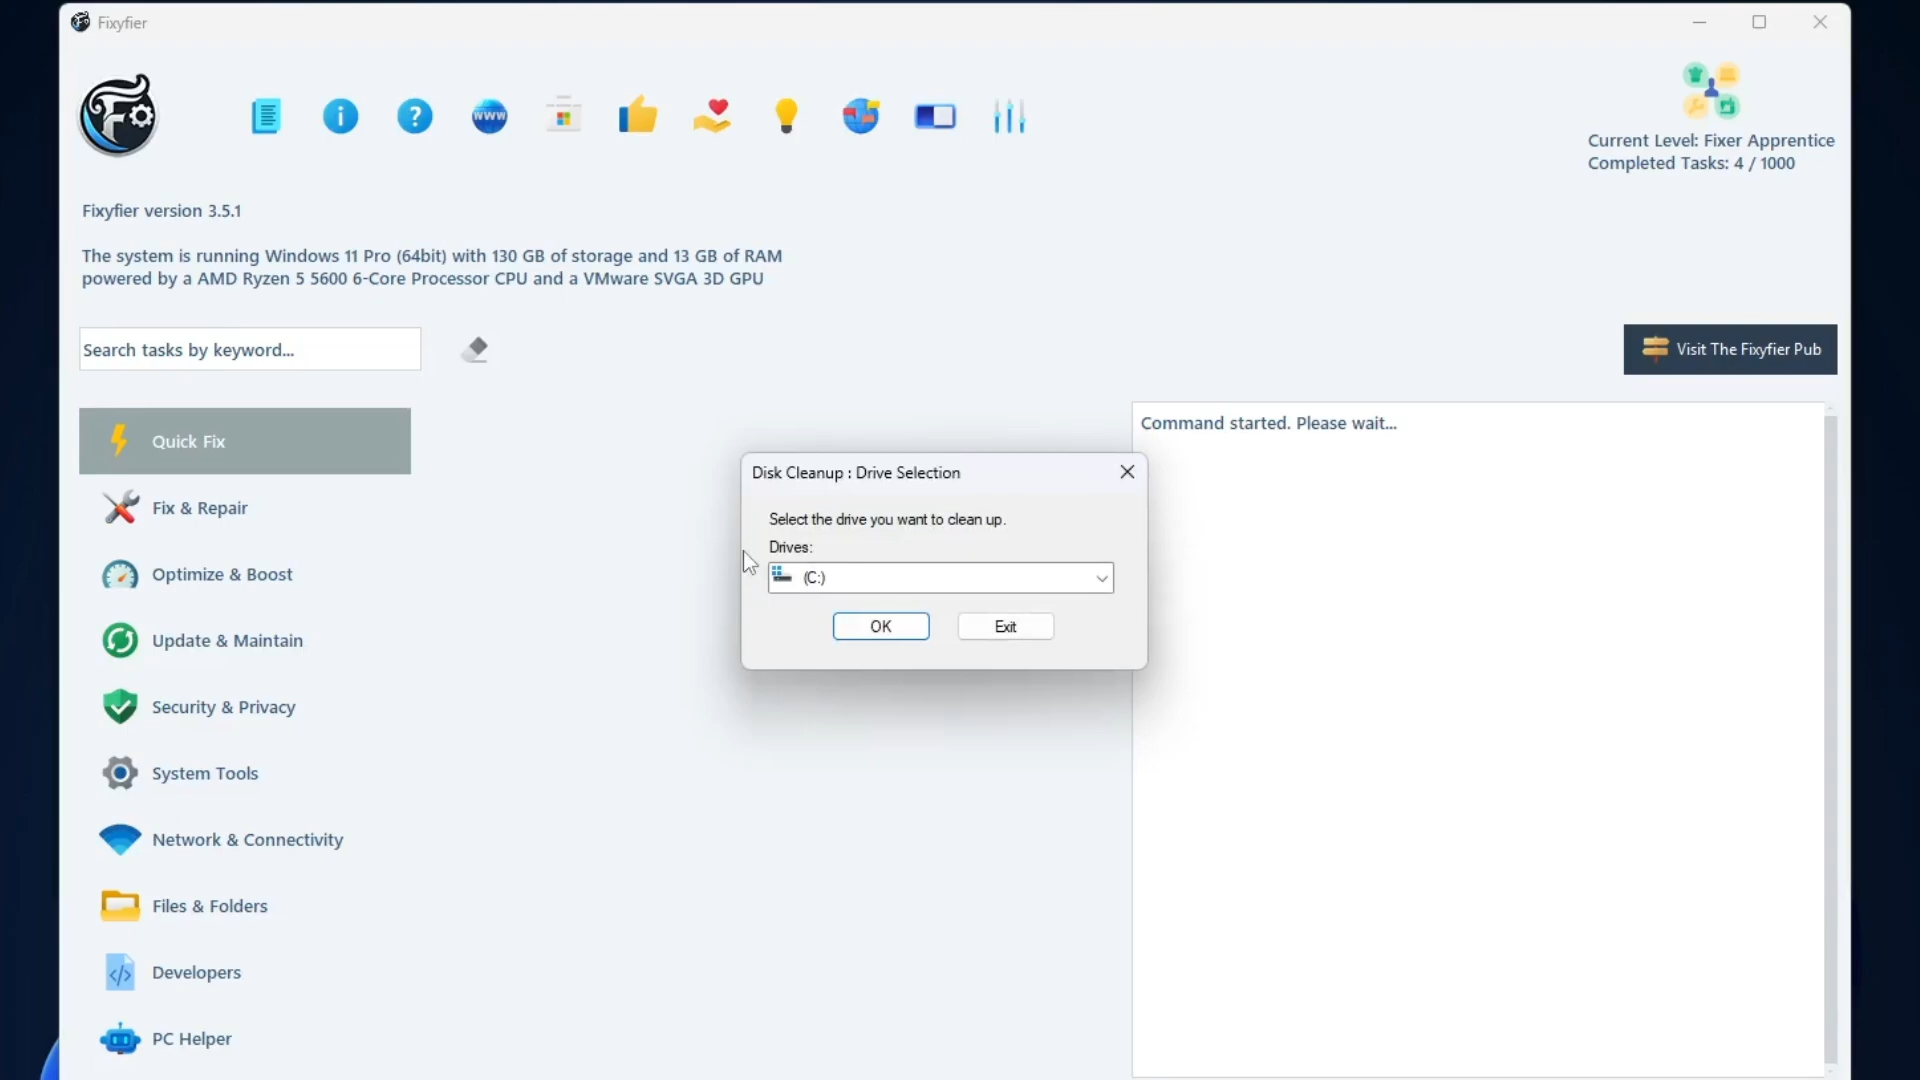 Fixyfier
WWW
Current Level: Fixer Apprentice
Completed Tasks: 4 / 1000
Fixyfier version 3.5.1
The system is running Windows 11 Pro (64bit) with 130 GB of storage and 13 GB of RAM
powered by a AMD Ryzen 5 5600 6-Core Processor CPU and a VMware SVGA 3D GPU
Search tasks by keyword...
Visit The Fixyfier Pub
Quick Fix
Fix & Repair
Optimize & Boost
Update & Maintain
Security & Privacy
System Tools
Network & Connectivity
Files & Folders
Developers
PC Helper
Disk Cleanup : Drive Selection
Select the drive you want to clean up.
Drives:
(C:)
OK
Exit
Command started. Please wait...